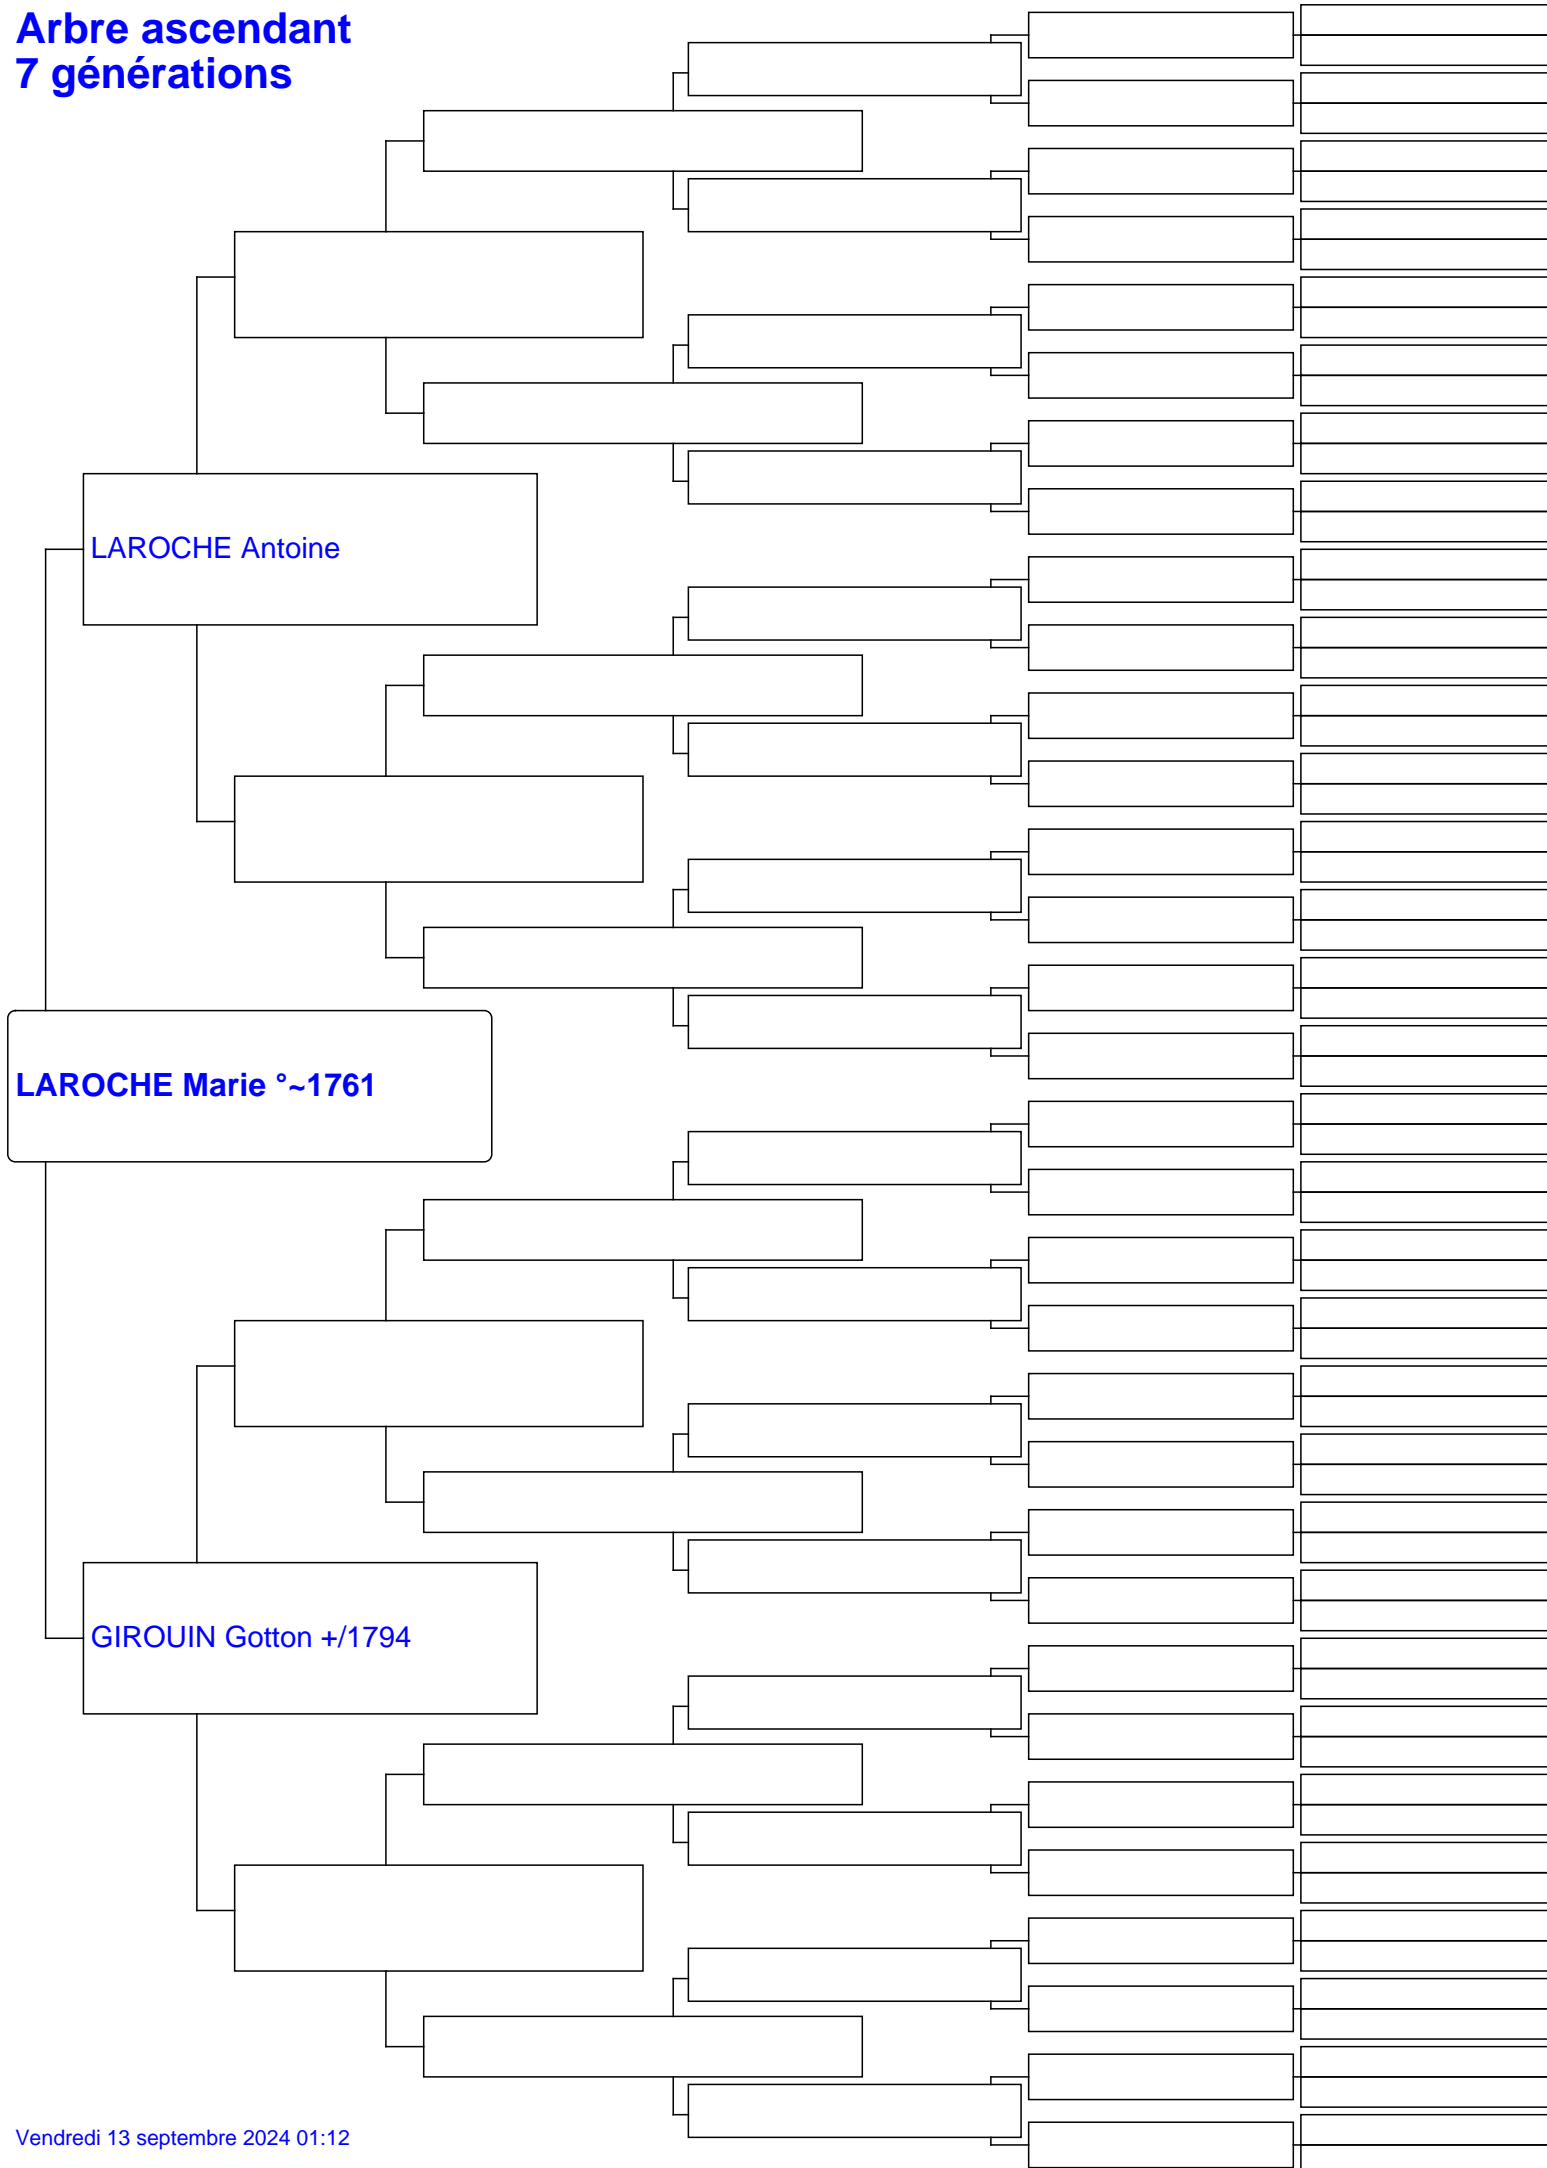 Arbre ascendant
7 générations
LAROCHE Antoine
LAROCHE Marie °~1761
GIROUIN Gotton +/1794
Vendredi 13 septembre 2024 01:12